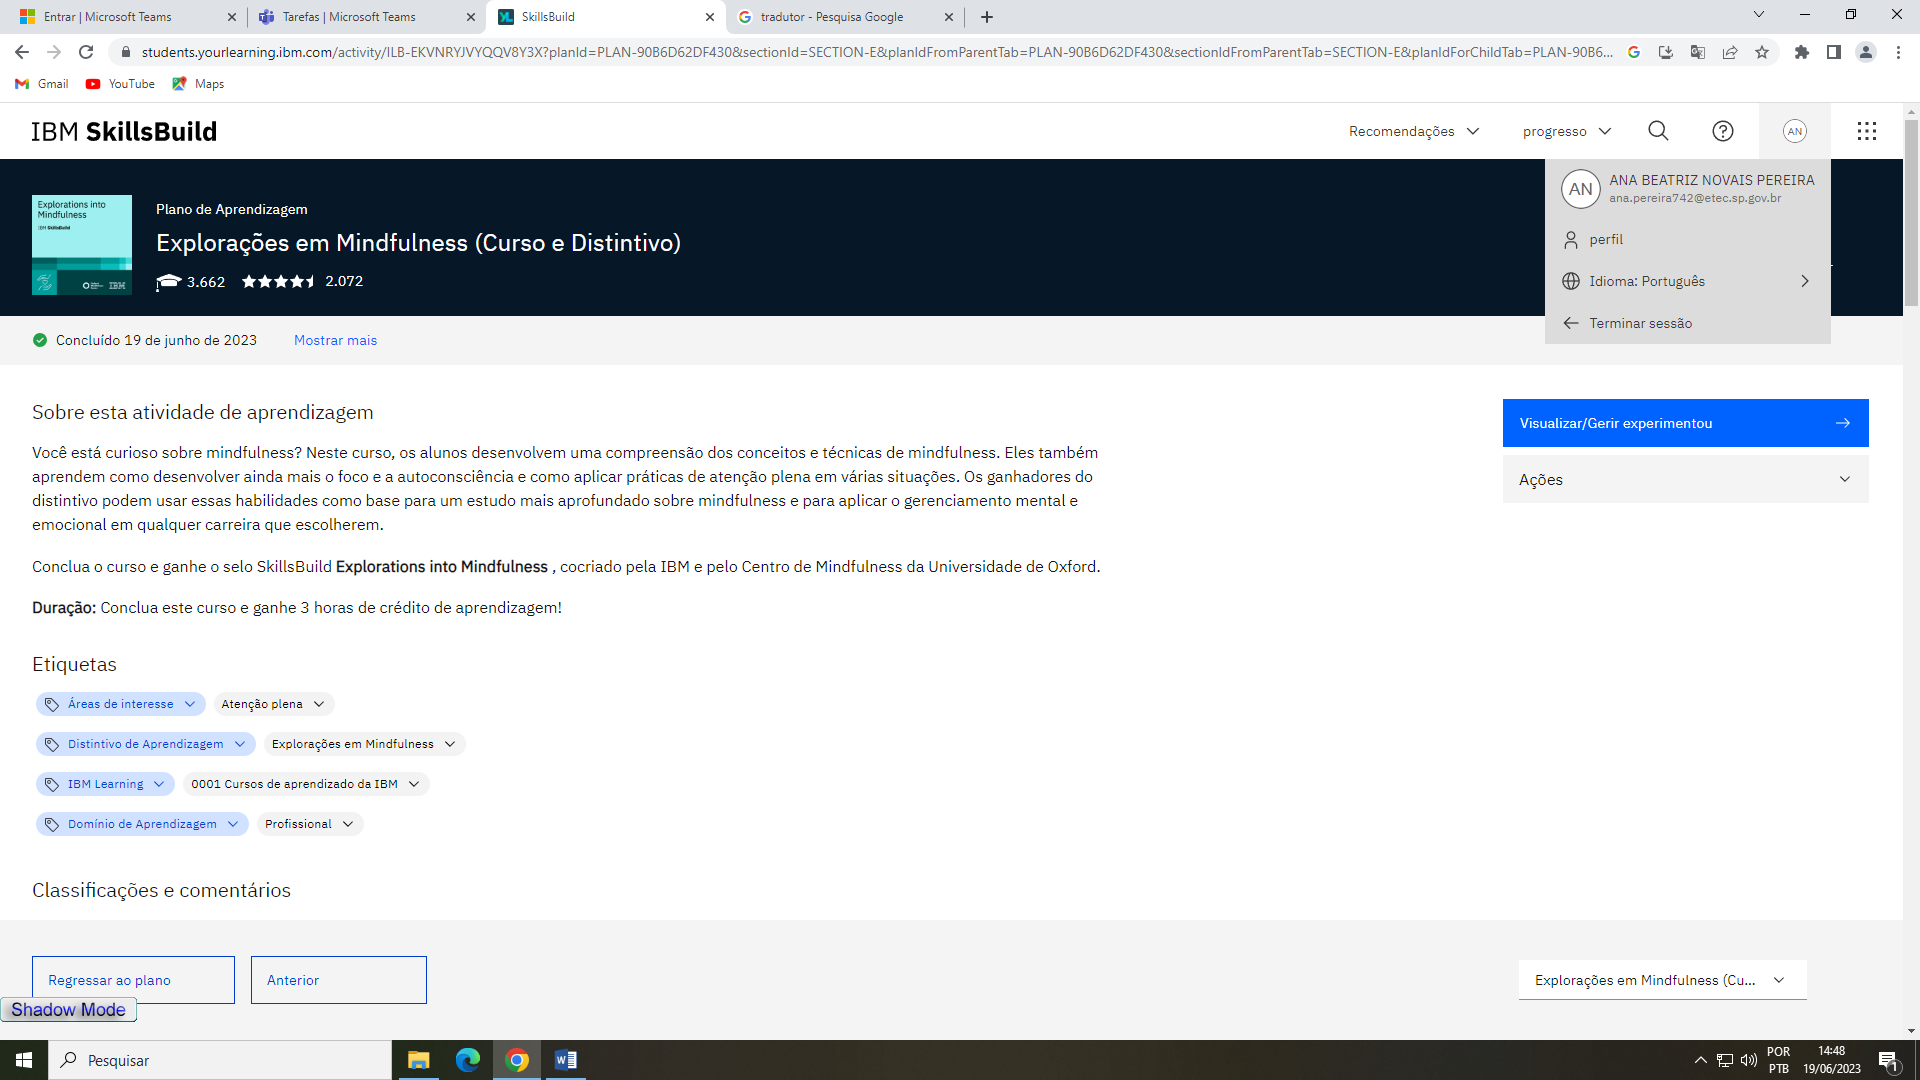 Entrar | Microsoft Teams
Tarefas | Microsoft Teams
SkillsBuild
tradutor - Pesquisa Google
students.yourlearning.ibm.com/activity/ILB-EKVNRYJVYQQV8Y3X?planId=PLAN-90B6D62DF430&sectionId=SECTION-E&planIdFromParentTab=PLAN-90B6D62DF430&sectionIdFromParentTab=SECTION-E&planIdForChildTab=PLAN-90B6...
Gmail YouTube Maps
IBM SkillsBuild
Recomendações progresso AN
Explorations into
Mindfulness
IBM SkillsBuild
IBM
Plano de Aprendizagem
Explorações em Mindfulness (Curso e Distintivo)
3.662 2.072
AN
ANA BEATRIZ NOVAIS PEREIRA
ana.pereira742@etec.sp.gov.br
perfil
Idioma: Português
Terminar sessão
Concluído 19 de junho de 2023 Mostrar mais
Sobre esta atividade de aprendizagem
Você está curioso sobre mindfulness? Neste curso, os alunos desenvolvem uma compreensão dos conceitos e técnicas de mindfulness. Eles também
aprendem como desenvolver ainda mais o foco e a autoconsciência e como aplicar práticas de atenção plena em várias situações. Os ganhadores do
distintivo podem usar essas habilidades como base para um estudo mais aprofundado sobre mindfulness e para aplicar o gerenciamento mental e
emocional em qualquer carreira que escolherem.
Conclua o curso e ganhe o selo SkillsBuild Explorations into Mindfulness , cocriado pela IBM e pelo Centro de Mindfulness da Universidade de Oxford.
Duração: Conclua este curso e ganhe 3 horas de crédito de aprendizagem!
Visualizar/Gerir experimentou
Ações
Etiquetas
Áreas de interesse Atenção plena
Distintivo de Aprendizagem Explorações em Mindfulness
IBM Learning 0001 Cursos de aprendizado da IBM
Domínio de Aprendizagem Profissional
Classificações e comentários
Regressar ao plano
Anterior
Explorações em Mindfulness (Cu...
Shadow Mode
Pesquisar
POR
PTB
14:48
19/06/2023
1